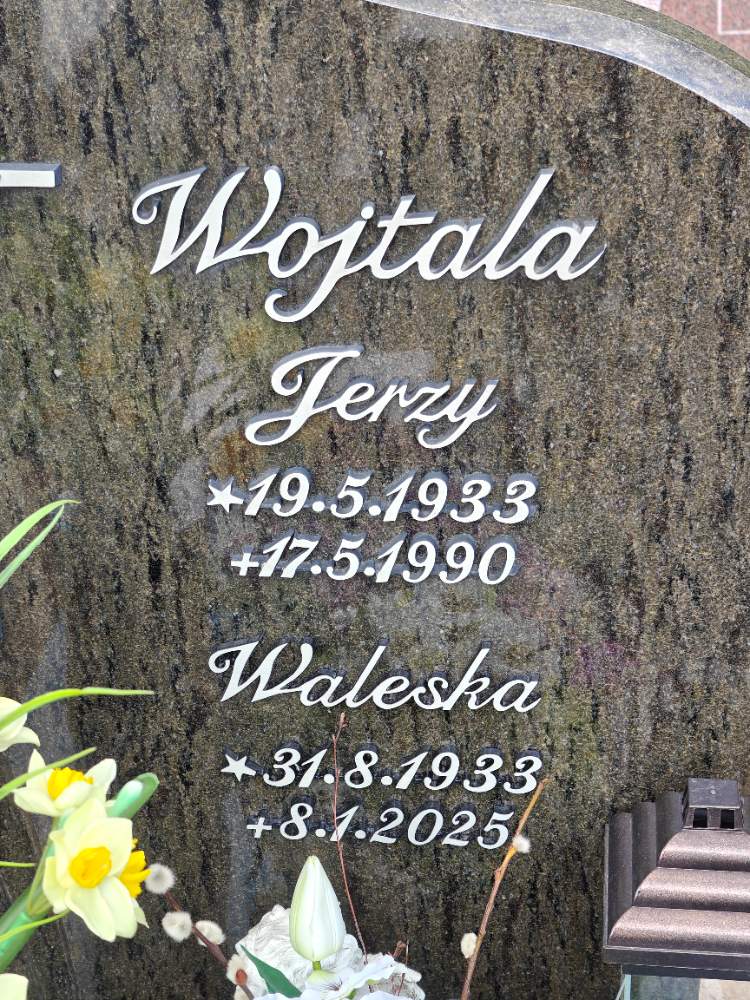 Wojtala
Jerzy
★19.5.1933
+17.5.1990
Waleska
★31.8.1933
+8.1.2025